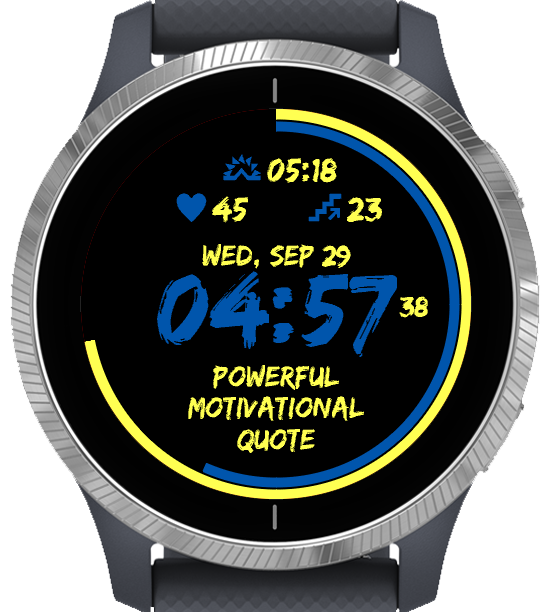 05:18
45 23
WED, SEP 29
04:57 38
POWERFUL
MOTIVATIONAL
QUOTE